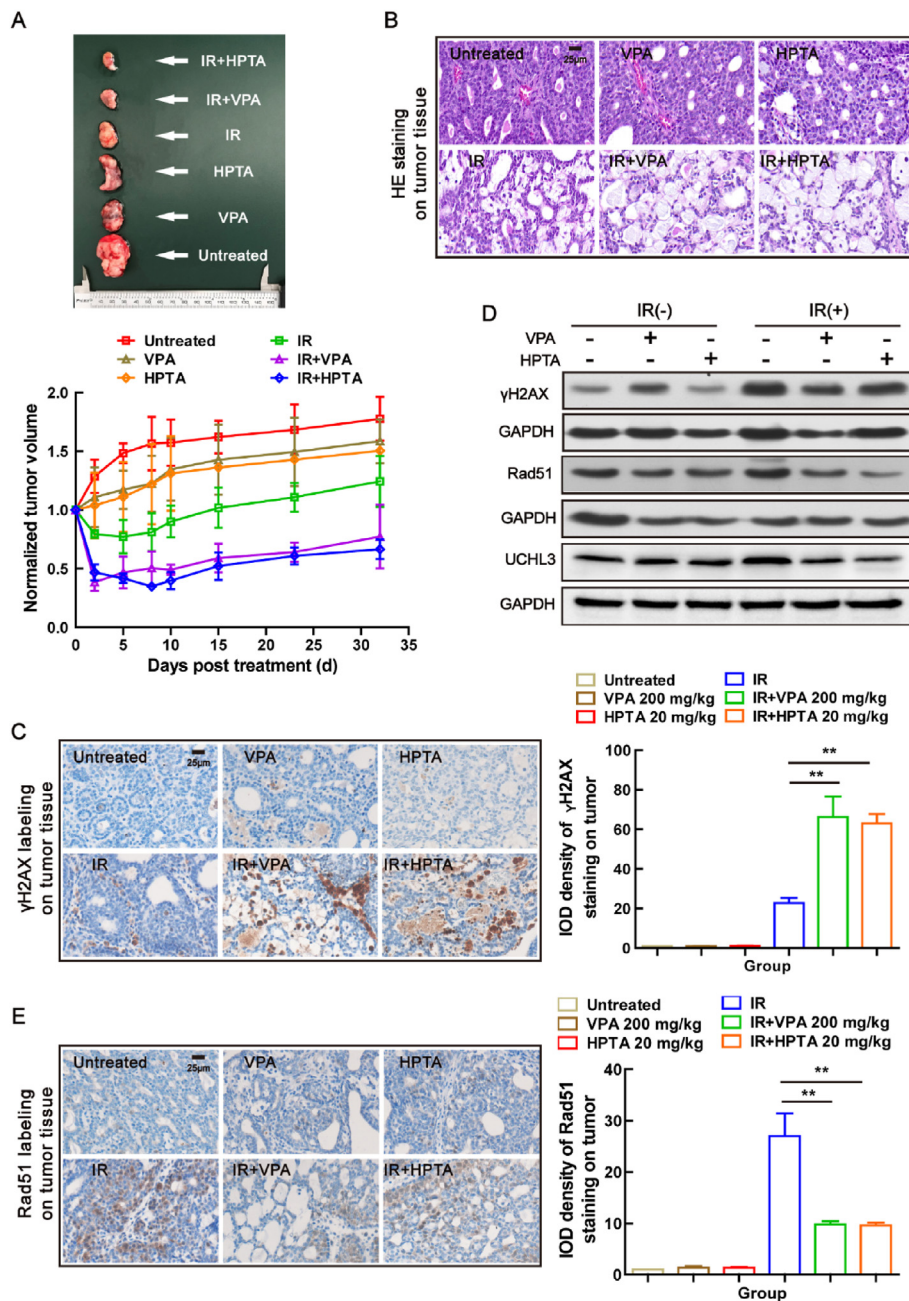 A
IR+HPTA
IR+VPA
IR
HPTA
VPA
Untreated
Untreated
VPA
HPTA
IR
IR+VPA
IR+HPTA
Normalized tumor volume
2.0
1.5
1.0
0.5
0.0
0 5 10 15 20 25 30 35
Days post treatment (d)
B
HE staining
on tumor tissue
Untreated
25μm
VPA
HPTA
IR
IR+VPA
IR+HPTA
D
IR(-) IR(+)
VPA - + - - + -
HPTA - - + - - +
γH2AX
GAPDH
Rad51
GAPDH
UCHL3
GAPDH
C
γH2AX labeling
on tumor tissue
Untreated
25μm
VPA
HPTA
IR
IR+VPA
IR+HPTA
Untreated
VPA 200 mg/kg
HPTA 20 mg/kg
IR
IR+VPA 200 mg/kg
IR+HPTA 20 mg/kg
IOD density of γH2AX
staining on tumor
100
80
60
40
20
0
**
**
Group
E
Rad51 labeling
on tumor tissue
Untreated
25μm
VPA
HPTA
IR
IR+VPA
IR+HPTA
Untreated
VPA 200 mg/kg
HPTA 20 mg/kg
IR
IR+VPA 200 mg/kg
IR+HPTA 20 mg/kg
IOD density of Rad51
staining on tumor
40
30
20
10
0
**
**
Group